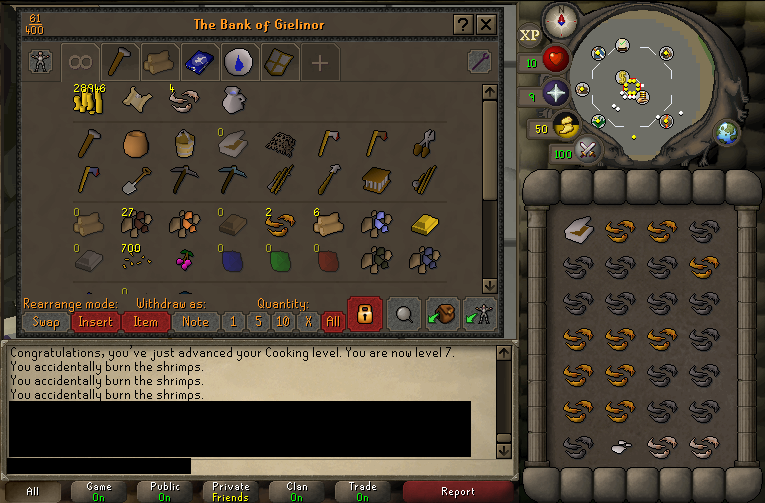 61
400
The Bank of Gielinor
?
XP
28946
4
10
9
50
0
100
0
27
0
2
6
0
700
0
0
0
0
Rearrange mode:
Withdraw as:
Quantity:
Swap
Insert
Item
Note
1
5
10
X
All
Congratulations, you've just advanced your Cooking level. You are now level 7.
You accidentally burn the shrimps.
You accidentally burn the shrimps.
You accidentally burn the shrimps.
All
Game
On
Public
On
Private
Friends
Clan
On
Trade
On
Report